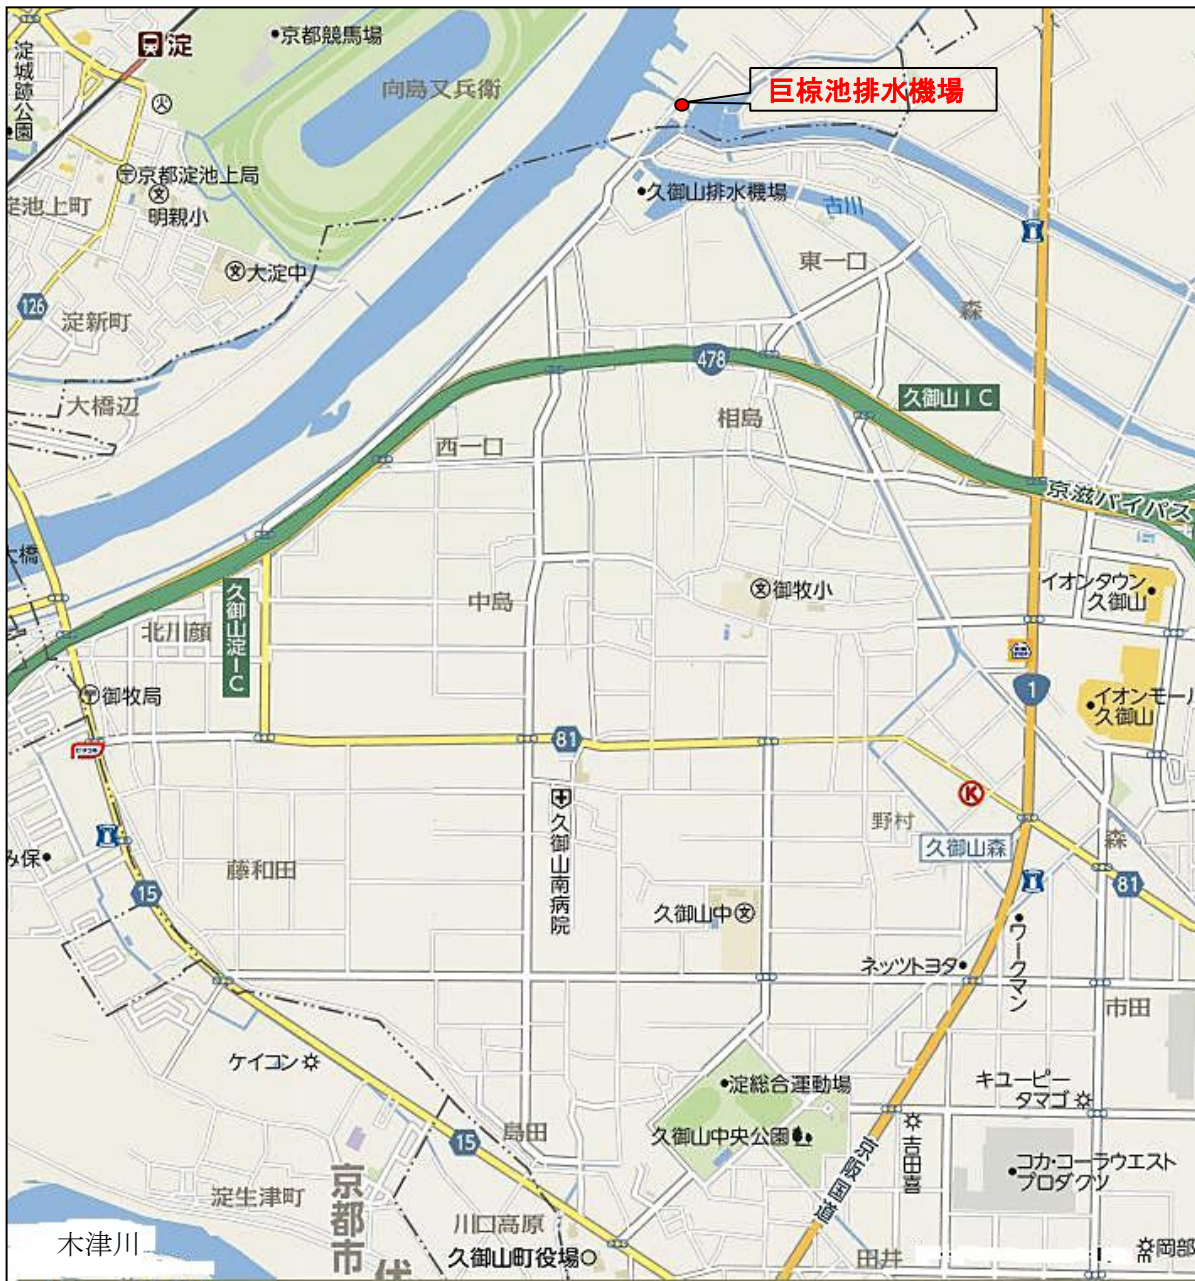 淀
京都競馬場
淀城跡公園
向島又兵衛
巨椋池排水機場
京都淀池上局
明親小
淀池上町
久御山排水機場
古川
大淀中
東一口
126
淀新町
森
478
久御山IC
大橋辺
相島
西一口
京滋バイパス
大橋
イオンタウン
久御山
久御山淀IC
中島
御牧小
北川顔
1
御牧局
イオンモール
久御山
81
K
野村
久御山森
森
み保
藤和田
久御山南病院
81
15
久御山中
ワークマン
ネッツトヨタ
市田
ケイコン
淀総合運動場
キユーピー
タマゴ
15
島田
久御山中央公園
京阪国道
吉田喜
コカ・コーラウエスト
プロダクツ
京都市
淀生津町
川口高原
木津川
久御山町役場
伏
田井
岡部